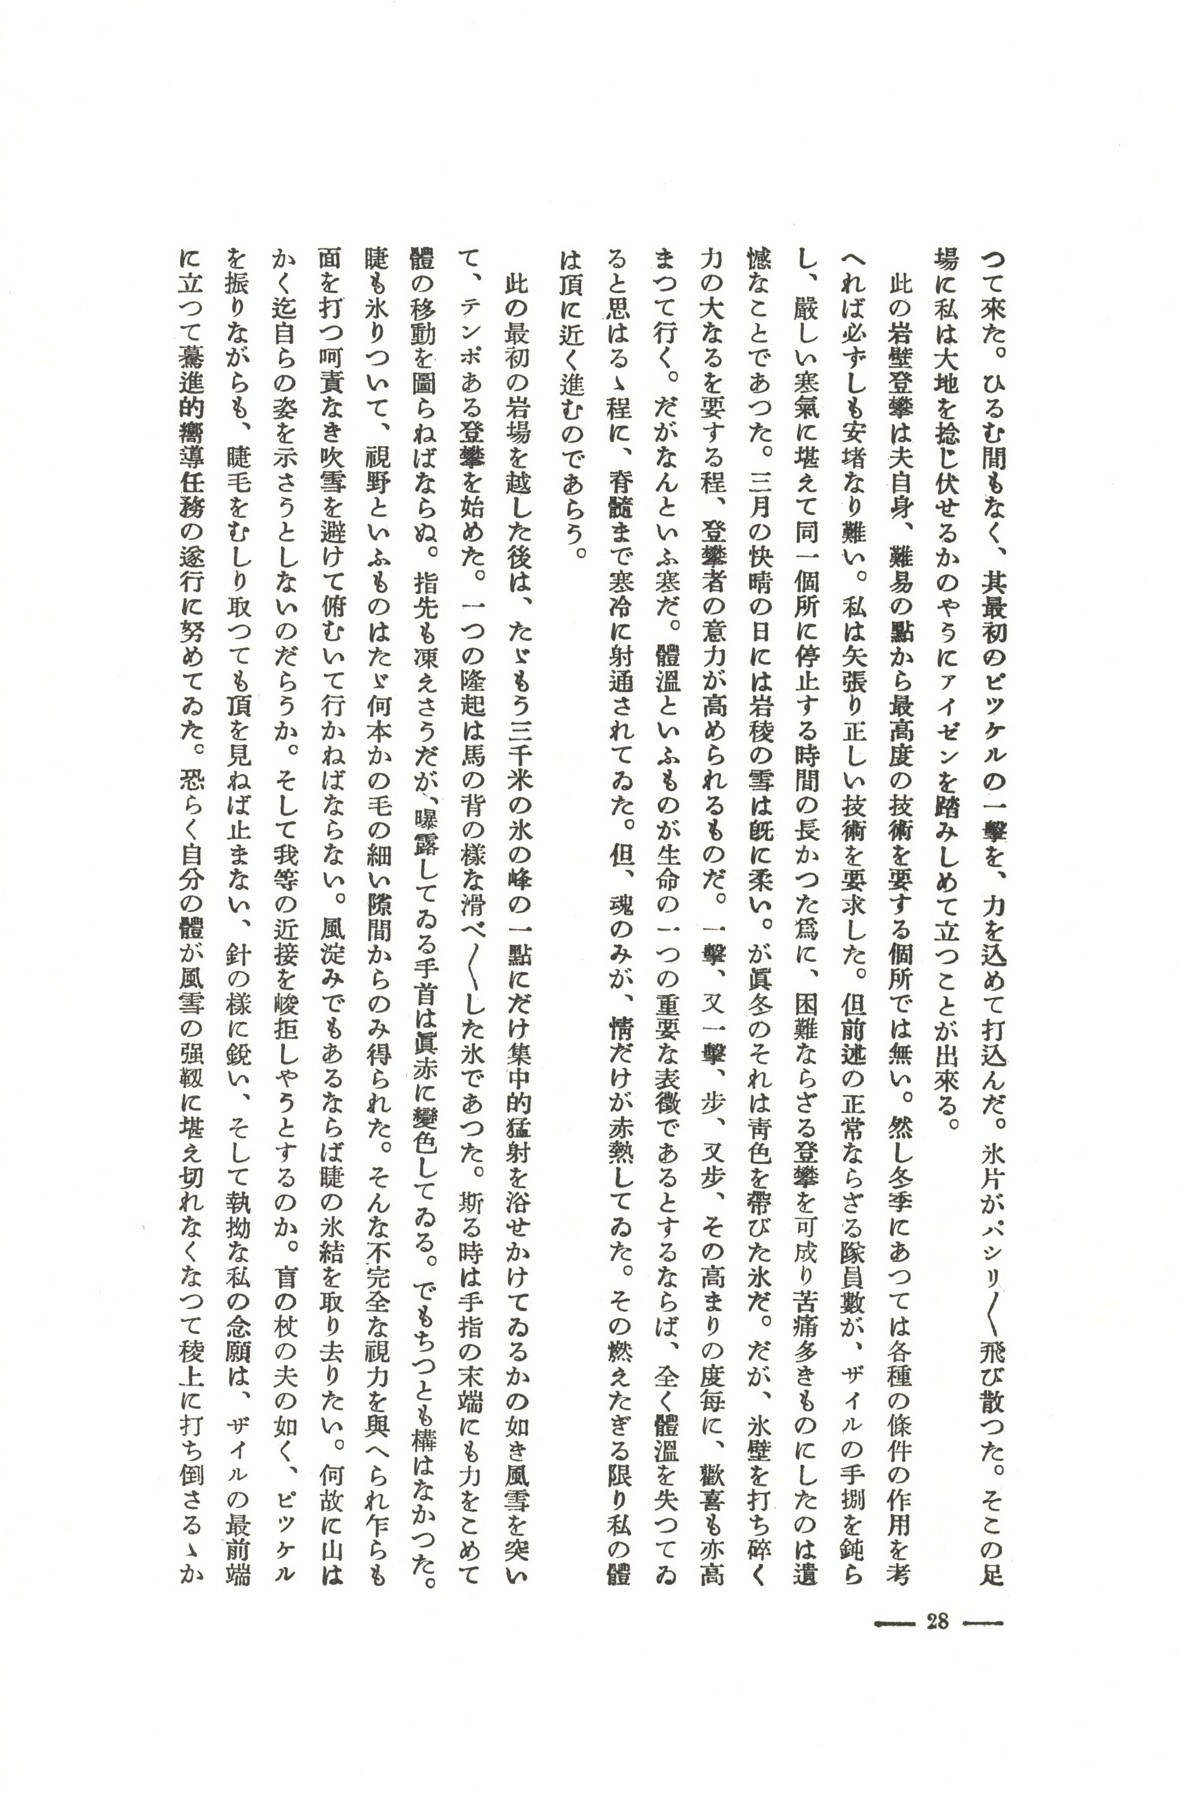 つて來た。ひるむ間もなく、其最初のピツケルの一擊を、力を込めて打込んだ。氷片がパシリ〱飛び散つた。そこの足
場に私は大地を捻じ伏せるかのやうにアイゼンを踏みしめて立つことが出來る。
此の岩壁登攀は夫自身、難易の點から最高度の技術を要する個所では無い。然し冬季にあつては各種の條件の作用を考
へれば必ずしも安堵なり難い。私は矢張り正しい技術を要求した。但前述の正常ならざる隊員數が、ザイルの手捌を鈍ら
し、嚴しい寒氣に堪えて同一個所に停止する時間の長かつた爲に、困難ならざる登攀を可成り苦痛多きものにしたのは遺
憾なことであつた。三月の快晴の日には岩稜の雪は既に柔い。が眞冬のそれは靑色を帶びた氷だ。だが、氷壁を打ち碎く
力の大なるを要する程、登攀者の意力が高められるものだ。一擊、又一擊、步、又步、その高まりの度每に、歡喜も亦高
まつて行く。だがなんといふ寒だ。體溫といふものが生命の一つの重要な表徵であるとするならば、全く體溫を失つてゐ
ると思はるゝ程に、脊髓まで寒冷に射通されてゐた。但、魂のみが、情だけが赤熱してゐた。その燃えたぎる限り私の體
は頂に近く進むのであらう。
此の最初の岩場を越した後は、たゞもう三千米の氷の峰の一點にだけ集中的猛射を浴せかけてゐるかの如き風雪を突い
て、テンポある登攀を始めた。一つの隆起は馬の背の樣な滑べ〱した氷であつた。斯る時は手指の末端にも力をこめて
體の移動を圖らねばならぬ。指先も凍えさうだが、曝露してゐる手首は眞赤に變色してゐる。でもちつとも構はなかつた。
睫も氷りついて、視野といふものはたゞ何本かの毛の細い隙間からのみ得られた。そんな不完全な視力を與へられ乍らも
面を打つ呵責なき吹雪を避けて俯むいて行かねばならない。風淀みでもあるならば睫の氷結を取り去りたい。何故に山は
かく迄自らの姿を示さうとしないのだらうか。そして我等の近接を峻拒しやうとするのか。盲の杖の夫の如く、ピツケル
を振りながらも、睫毛をむしり取つても頂を見ねば止まない、針の樣に銳い、そして執拗な私の念願は、ザイルの最前端
に立つて驀進的嚮導任務の遂行に努めてゐた。恐らく自分の體が風雪の强靱に堪え切れなくなつて稜上に打ち倒さるゝか
28